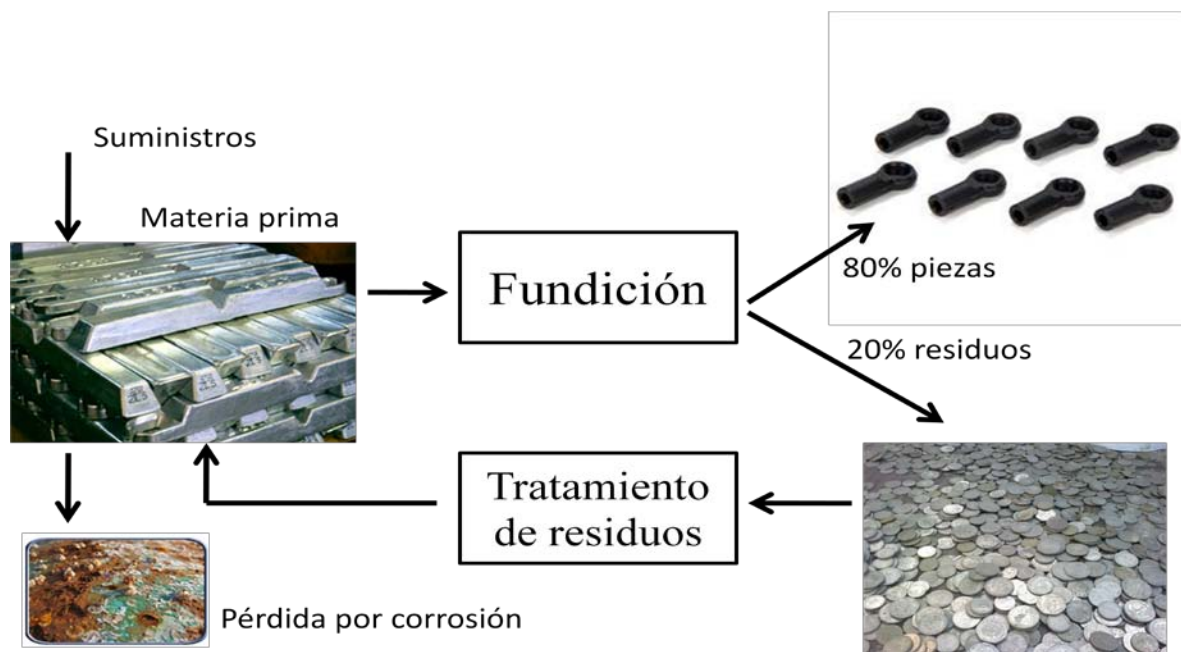 Suministros
Materia prima
Fundición
80% piezas
20% residuos
Tratamiento
de residuos
Pérdida por corrosión